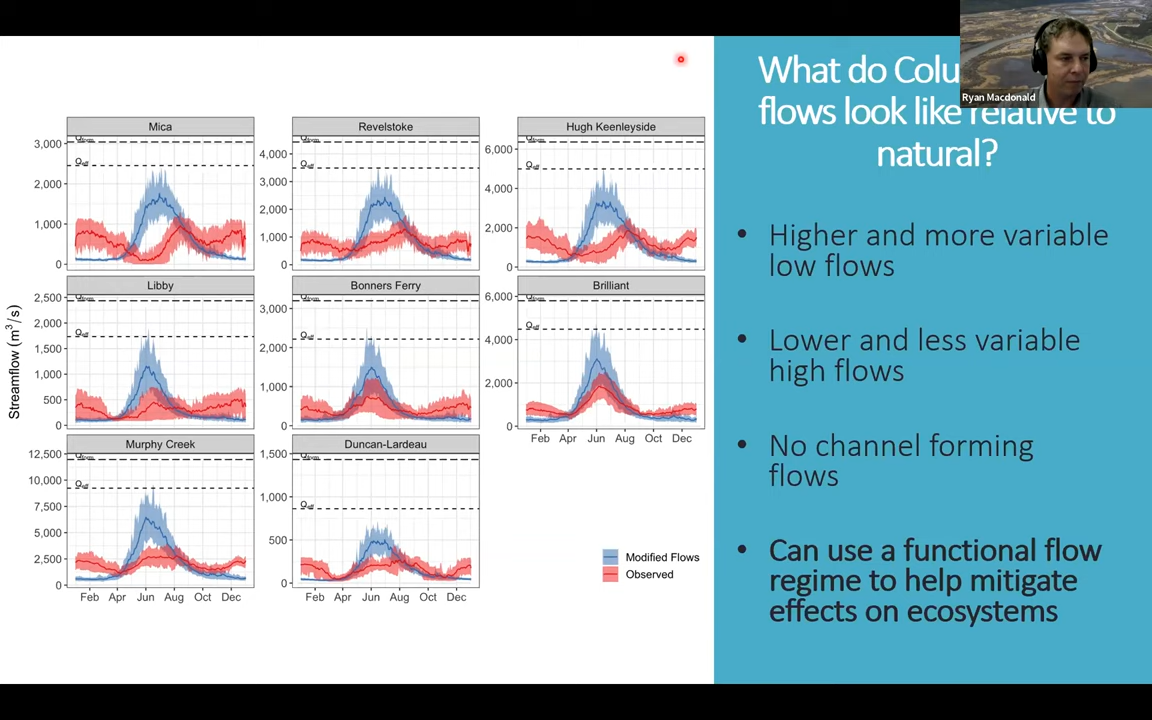 What do Colu
flows look like relative to
natural?
Ryan Macdonald
Higher and more variable
low flows
Lower and less variable
high flows
No channel forming
flows
Can use a functional flow
regime to help mitigate
effects on ecosystems
Streamflow (m³/s)
Mica
3,000
2,000
1,000
0
Revelstoke
4,000
3,000
2,000
1,000
0
Hugh Keenleyside
6,000
4,000
2,000
0
Libby
2,500
2,000
1,500
1,000
500
0
Bonners Ferry
3,000
2,000
1,000
0
Brilliant
6,000
4,000
2,000
0
Feb Apr Jun Aug Oct Dec
Murphy Creek
12,500
10,000
7,500
5,000
2,500
0
Feb Apr Jun Aug Oct Dec
Duncan-Lardeau
1,500
1,000
500
0
Feb Apr Jun Aug Oct Dec
Modified Flows
Observed